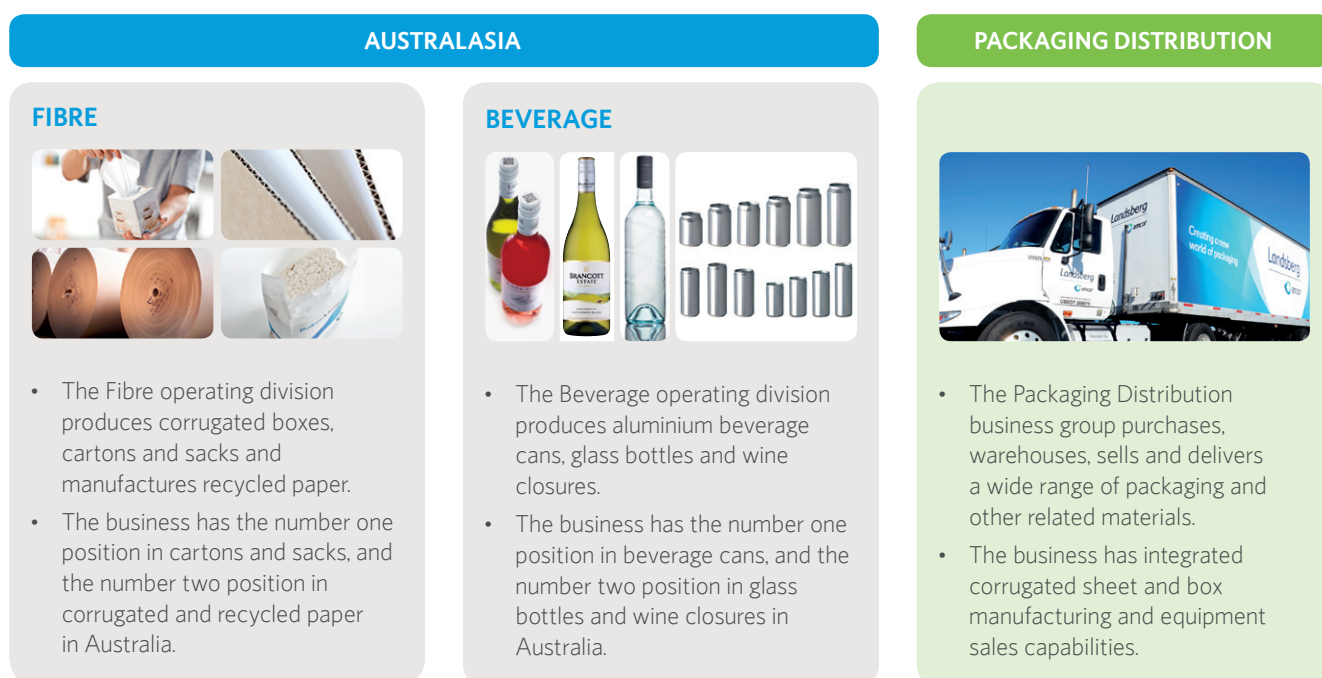 AUSTRALASIA
PACKAGING DISTRIBUTION
FIBRE
BEVERAGE
BRANCOTT
ESTATE
Landsberg
amcor
Creating a new
world of packaging
Landsberg
amcor
Landsberg
amcor
• The Fibre operating division
produces corrugated boxes,
cartons and sacks and
manufactures recycled paper.
• The business has the number one
position in cartons and sacks, and
the number two position in
corrugated and recycled paper
in Australia.
• The Beverage operating division
produces aluminium beverage
cans, glass bottles and wine
closures.
• The business has the number one
position in beverage cans, and the
number two position in glass
bottles and wine closures in
Australia.
• The Packaging Distribution
business group purchases,
warehouses, sells and delivers
a wide range of packaging and
other related materials.
• The business has integrated
corrugated sheet and box
manufacturing and equipment
sales capabilities.